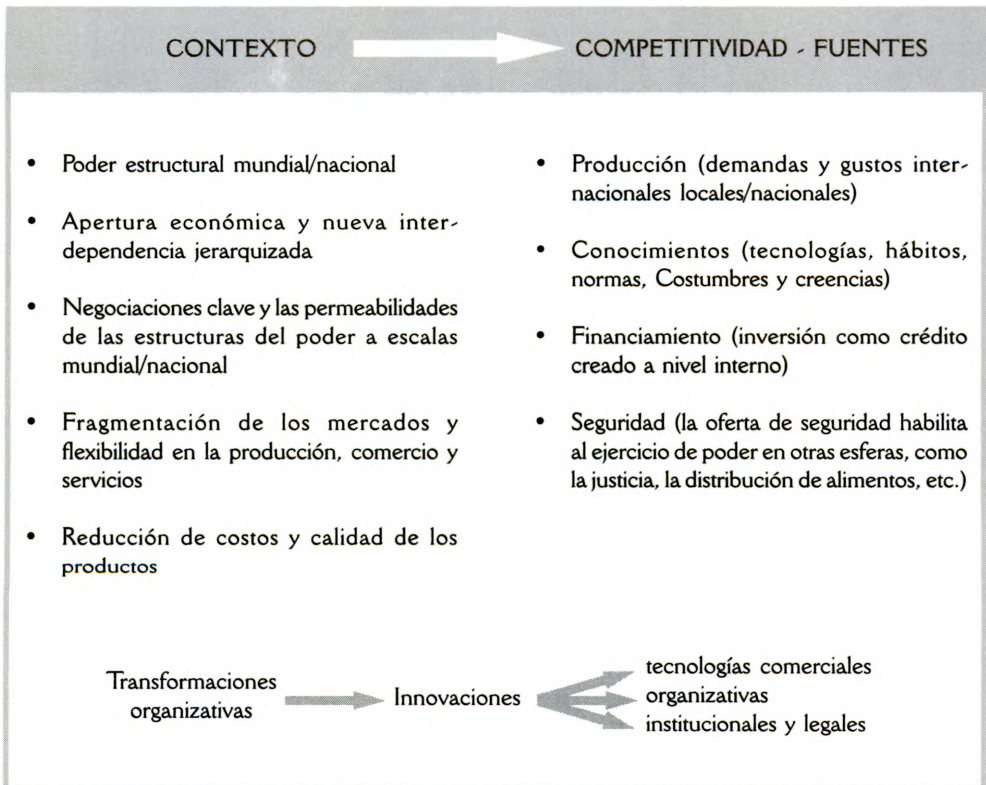 CONTEXTO
COMPETITIVIDAD - FUENTES
• Poder estructural mundial/nacional
• Apertura económica y nueva inter-
dependencia jerarquizada
• Negociaciones clave y las permeabilidades
de las estructuras del poder a escalas
mundial/nacional
• Fragmentación de los mercados y
flexibilidad en la producción, comercio y
servicios
• Reducción de costos y calidad de los
productos
• Producción (demandas y gustos inter-
nacionales locales/nacionales)
• Conocimientos (tecnologías, hábitos,
normas, Costumbres y creencias)
• Financiamiento (inversión como crédito
creado a nivel interno)
• Seguridad (la oferta de seguridad habilita
al ejercicio de poder en otras esferas, como
la justicia, la distribución de alimentos, etc.)
Transformaciones
organizativas
Innovaciones
tecnologías comerciales
organizativas
institucionales y legales